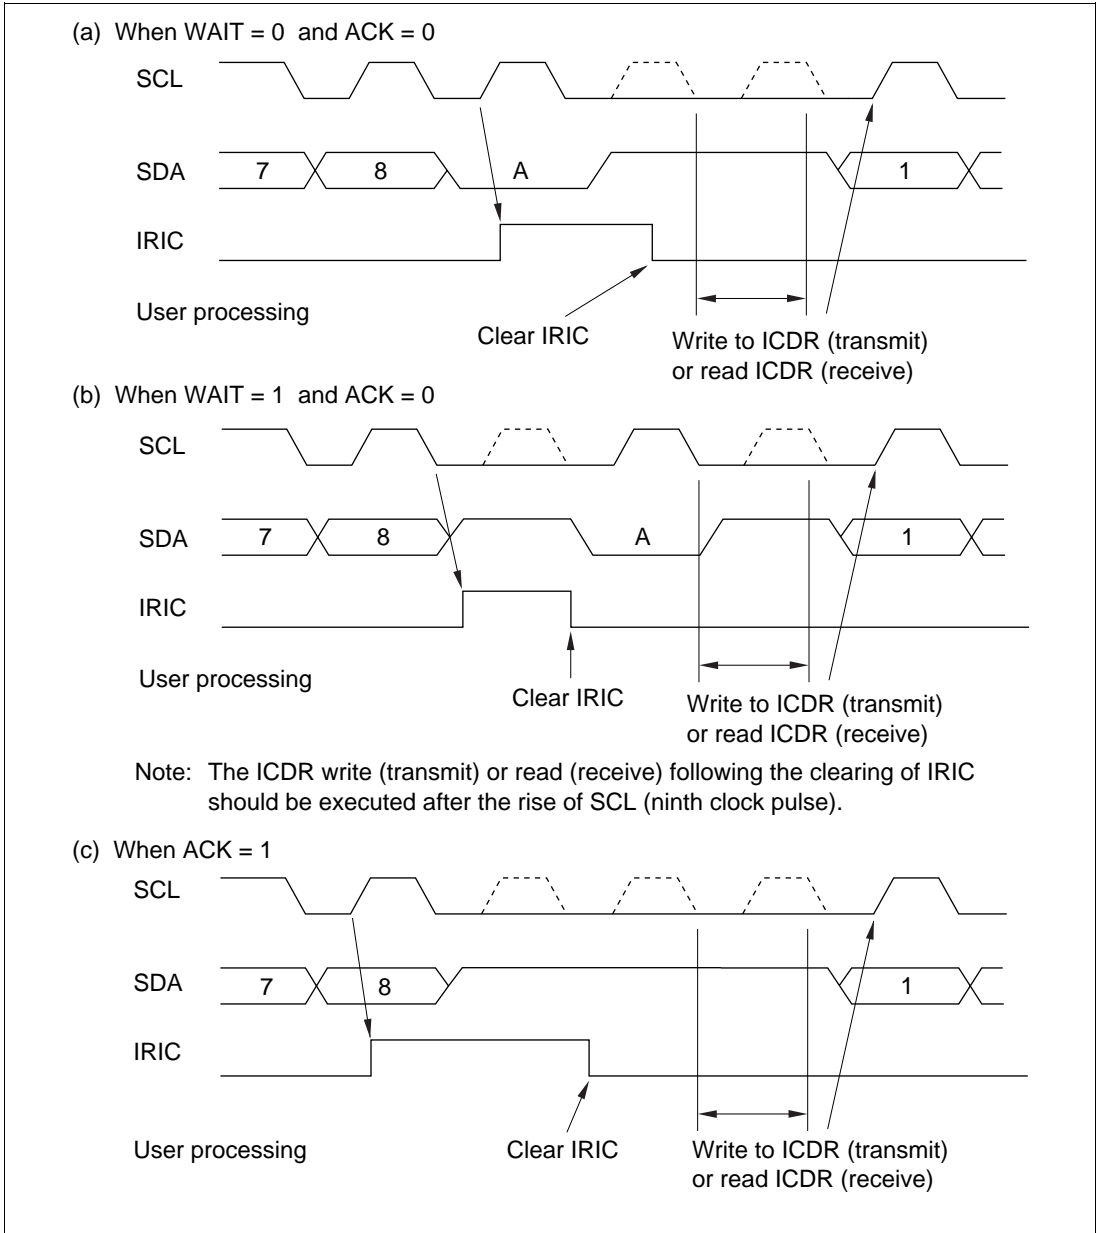 (a) When WAIT = 0 and ACK = 0
SCL
SDA 7 8 A 1
IRIC
User processing
Clear IRIC
Write to ICDR (transmit)
or read ICDR (receive)
(b) When WAIT = 1 and ACK = 0
SCL
SDA 7 8 A 1
IRIC
User processing
Clear IRIC
Write to ICDR (transmit)
or read ICDR (receive)
Note: The ICDR write (transmit) or read (receive) following the clearing of IRIC
should be executed after the rise of SCL (ninth clock pulse).
(c) When ACK = 1
SCL
SDA 7 8 1
IRIC
User processing
Clear IRIC
Write to ICDR (transmit)
or read ICDR (receive)